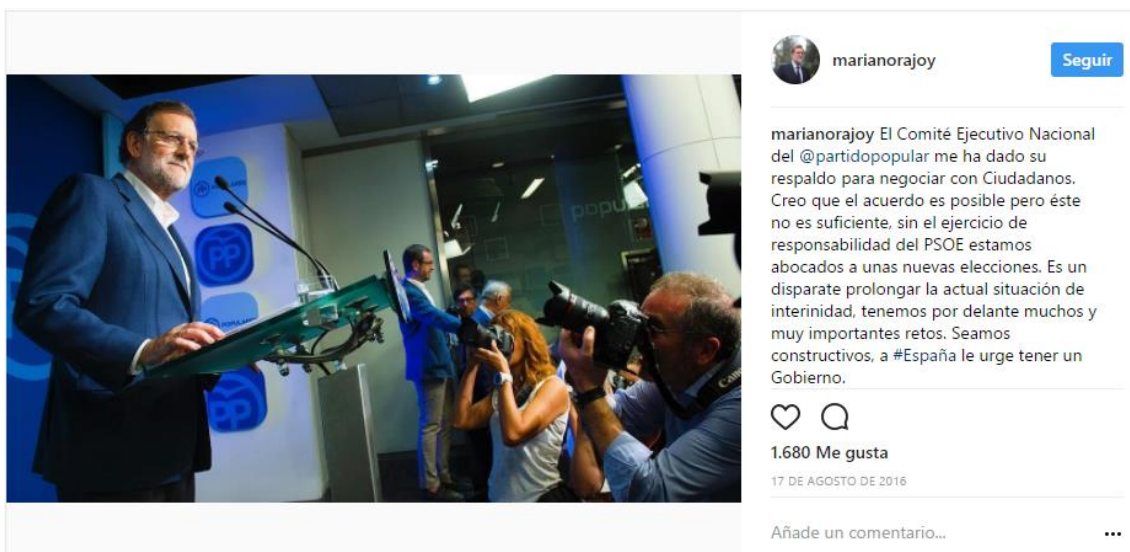 marianorajoy
Seguir
marianorajoy El Comité Ejecutivo Nacional
del @partidopopular me ha dado su
respaldo para negociar con Ciudadanos.
Creo que el acuerdo es posible pero éste
no es suficiente, sin el ejercicio de
responsabilidad del PSOE estamos
abocados a unas nuevas elecciones. Es un
disparate prolongar la actual situación de
interinidad, tenemos por delante muchos y
muy importantes retos. Seamos
constructivos, a #España le urge tener un
Gobierno.
1.680 Me gusta
17 DE AGOSTO DE 2016
Añade un comentario...
PP
POPULARES
popul
PP
Canon